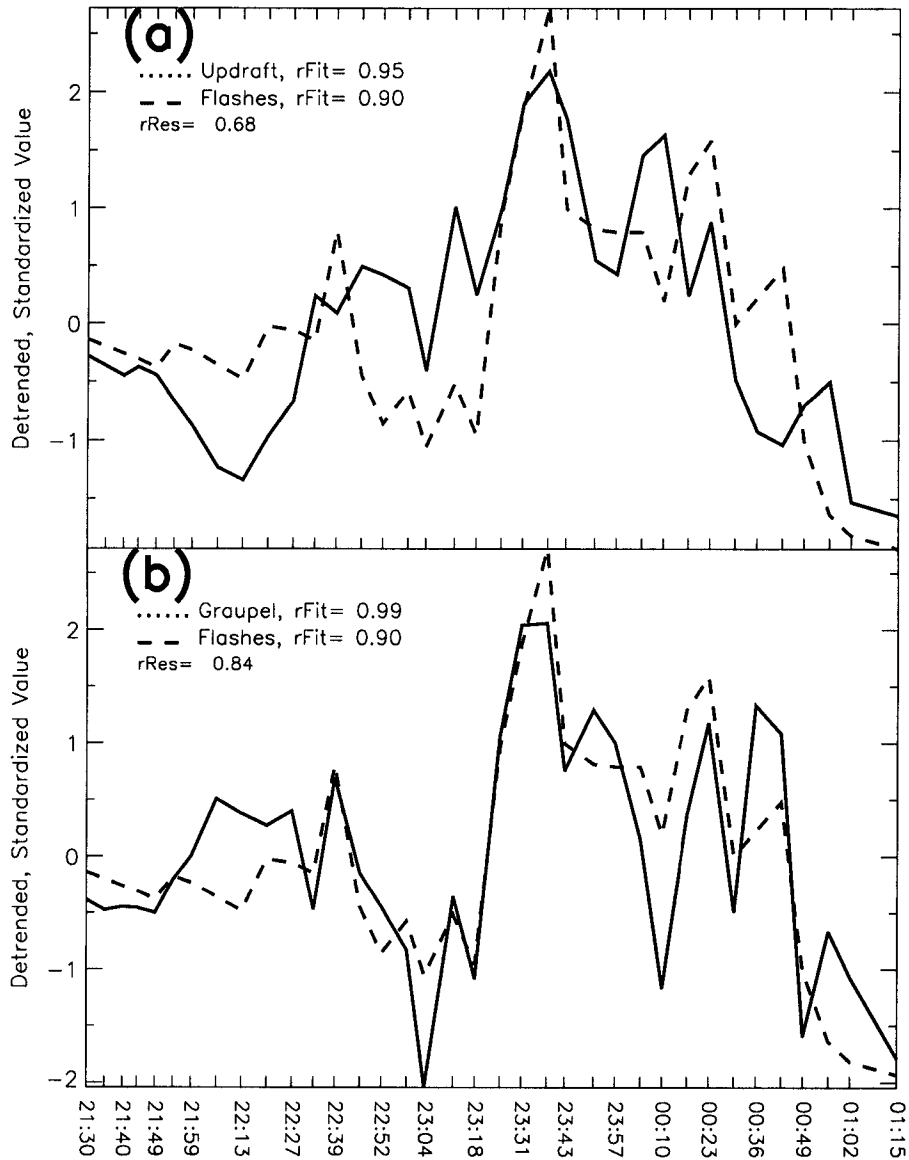 (a)
Updraft, rFit= 0.95
Flashes, rFit= 0.90
rRes= 0.68
2
1
0
-1
Detrended, Standardized Value
(b)
Graupel, rFit= 0.99
Flashes, rFit= 0.90
rRes= 0.84
2
1
0
-1
-2
Detrended, Standardized Value
21:30
21:40
21:49
21:59
22:13
22:27
22:39
22:52
23:04
23:18
23:31
23:43
23:57
00:10
00:23
00:36
00:49
01:02
01:15